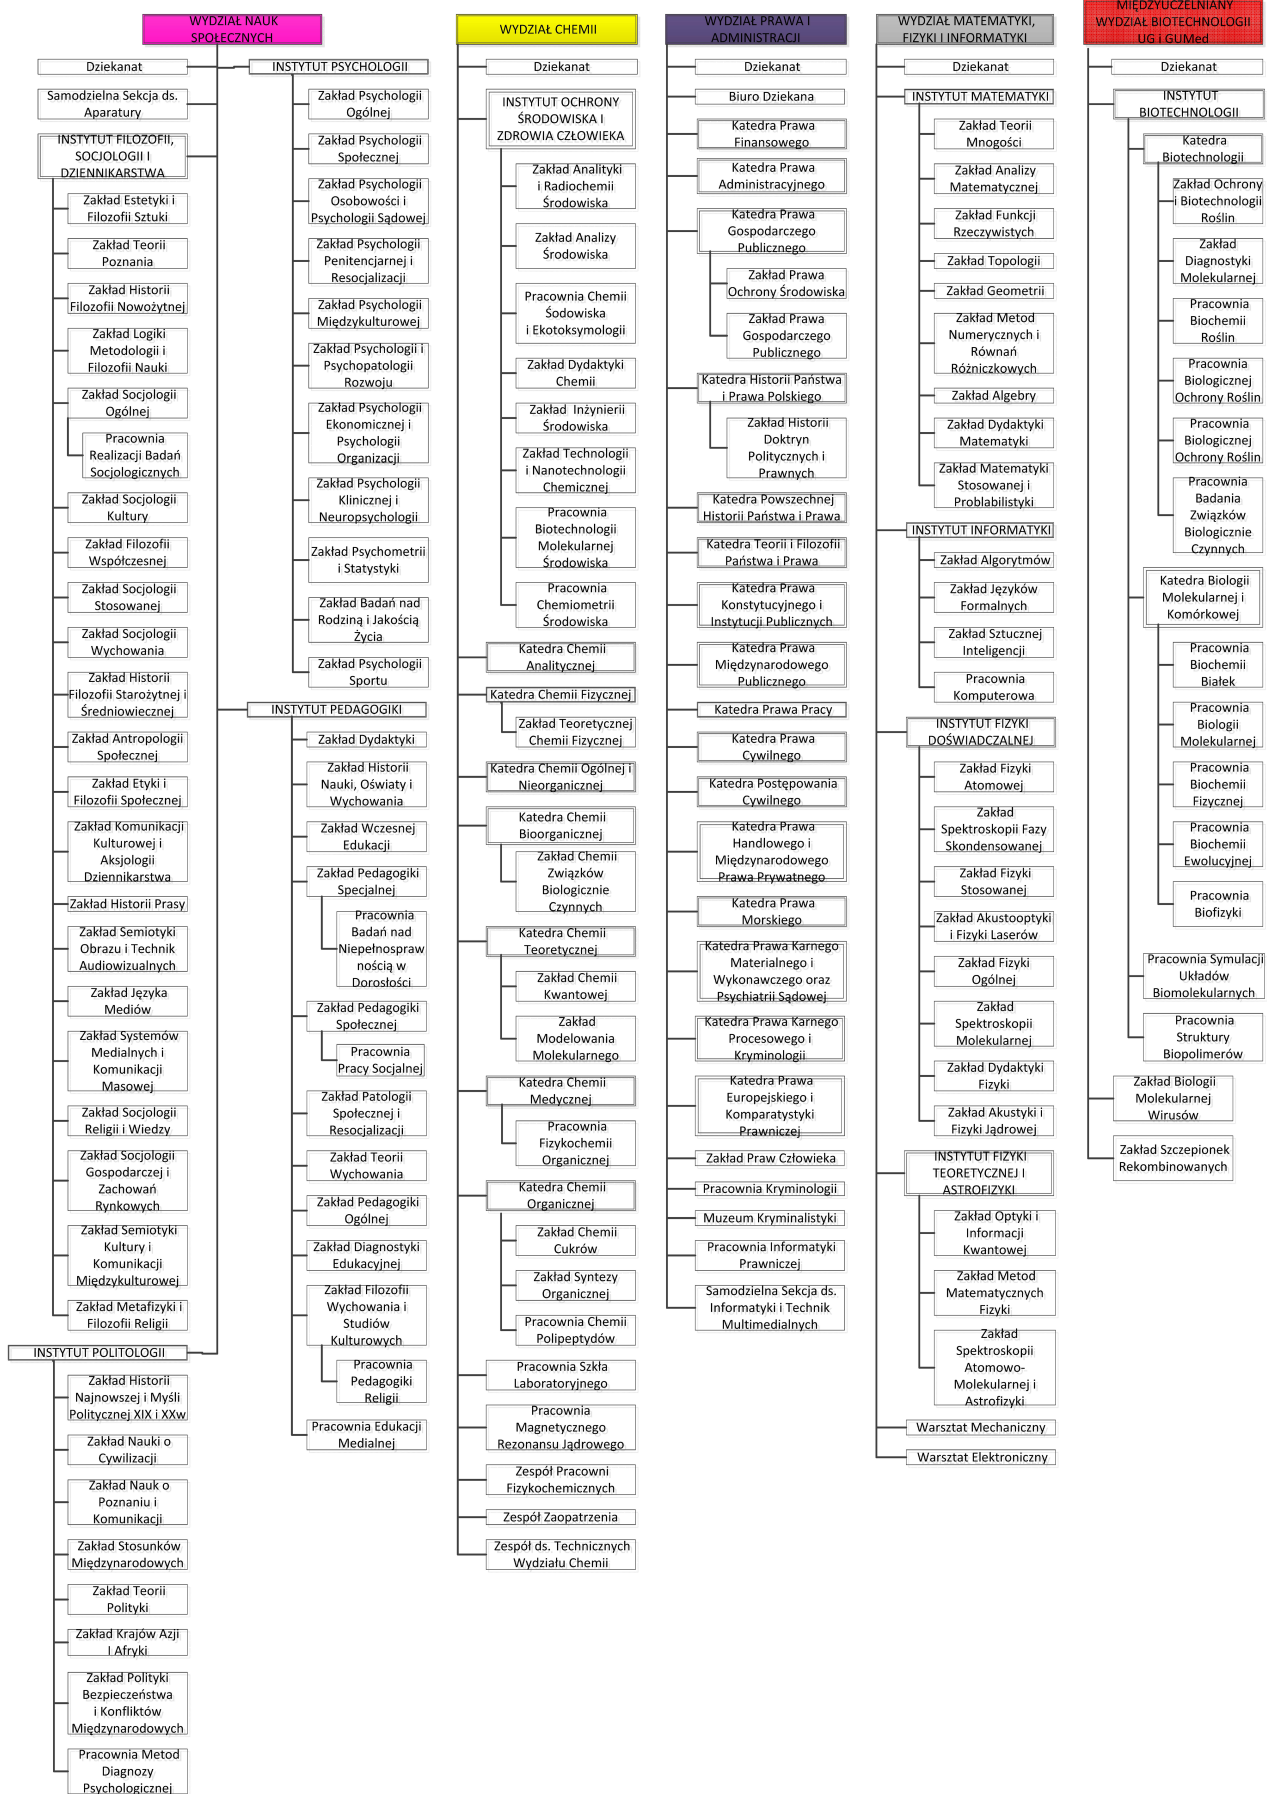 WYDZIAŁ NAUK
SPOŁECZNYCH
Dziekanat
Samodzielna Sekcja ds.
Aparatury
INSTYTUT FILOZOFII,
SOCJOLOGII I
DZIENNIKARSTWA
Zakład Estetyki i
Filozofii Sztuki
Zakład Teorii
Poznania
Zakład Historii
Filozofii Nowożytnej
Zakład Logiki
Metodologii i
Filozofii Nauki
Zakład Socjologii
Ogólnej
Pracownia
Realizacji Badań
Socjologicznych
Zakład Socjologii
Kultury
Zakład Filozofii
Współczesnej
Zakład Socjologii
Stosowanej
Zakład Socjologii
Wychowania
Zakład Historii
Filozofii Starożytnej i
Średniowiecznej
Zakład Antropologii
Społecznej
Zakład Etyki i
Filozofii Społecznej
Zakład Komunikacji
Kulturowej i
Aksjologii
Dziennikarstwa
Zakład Historii Prasy
Zakład Semiotyki
Obrazu i Technik
Audiowizualnych
Zakład Języka
Mediów
Zakład Systemów
Medialnych i
Komunikacji
Masowej
Zakład Socjologii
Religii i Wiedzy
Zakład Socjologii
Gospodarczej i
Zachowań
Rynkowych
Zakład Semiotyki
Kultury i
Komunikacji
Międzykulturowej
Zakład Metafizyki i
Filozofii Religii
INSTYTUT POLITOLOGII
Zakład Historii
Najnowszej i Myśli
Politycznej XIX i XXw
Zakład Nauki o
Cywilizacji
Zakład Nauk o
Poznaniu i
Komunikacji
Zakład Stosunków
Międzynarodowych
Zakład Teorii
Polityki
Zakład Krajów Azji
I Afryki
Zakład Polityki
Bezpieczeństwa
i Konfliktów
Międzynarodowych
Pracownia Metod
Diagnozy
Psychologicznej
INSTYTUT PSYCHOLOGII
Zakład Psychologii
Ogólnej
Zakład Psychologii
Społecznej
Zakład Psychologii
Osobowości i
Psychologii Sądowej
Zakład Psychologii
Penitencjarnej i
Resocjalizacji
Zakład Psychologii
Międzykulturowej
Zakład Psychologii i
Psychopatologii
Rozwoju
Zakład Psychologii
Ekonomicznej i
Psychologii
Organizacji
Zakład Psychologii
Klinicznej i
Neuropsychologii
Zakład Psychometrii
i Statystyki
Zakład Badań nad
Rodziną i Jakością
Życia
Zakład Psychologii
Sportu
INSTYTUT PEDAGOGIKI
Zakład Dydaktyki
Zakład Historii
Nauki, Oświaty i
Wychowania
Zakład Wczesnej
Edukacji
Zakład Pedagogiki
Specjalnej
Pracownia
Badań nad
Niepełnospraw
nością w
Dorosłości
Zakład Pedagogiki
Społecznej
Pracownia
Pracy Socjalnej
Zakład Patologii
Społecznej i
Resocjalizacji
Zakład Teorii
Wychowania
Zakład Pedagogiki
Ogólnej
Zakład Diagnostyki
Edukacyjnej
Zakład Filozofii
Wychowania i
Studiów
Kulturowych
Pracownia
Pedagogiki
Religii
Pracownia Edukacji
Medialnej
WYDZIAŁ CHEMII
Dziekanat
INSTYTUT OCHRONY
ŚRODOWISKA I
ZDROWIA CZŁOWIEKA
Zakład Analityki
i Radiochemii
Środowiska
Zakład Analizy
Środowiska
Pracownia Chemii
Śodowiska
i Ekotoksymologii
Zakład Dydaktyki
Chemii
Zakład Inżynierii
Środowiska
Zakład Technologii
i Nanotechnologii
Chemicznej
Pracownia
Biotechnologii
Molekularnej
Środowiska
Pracownia
Chemiometrii
Środowiska
Katedra Chemii
Analitycznej
Katedra Chemii Fizycznej
Zakład Teoretycznej
Chemii Fizycznej
Katedra Chemii Ogólnej i
Nieorganicznej
Katedra Chemii
Bioorganicznej
Zakład Chemii
Związków
Biologicznie
Czynnych
Katedra Chemii
Teoretycznej
Zakład Chemii
Kwantowej
Zakład
Modelowania
Molekularnego
Katedra Chemii
Medycznej
Pracownia
Fizykochemii
Organicznej
Katedra Chemii
Organicznej
Zakład Chemii
Cukrów
Zakład Syntezy
Organicznej
Pracownia Chemii
Polipeptydów
Pracownia Szkła
Laboratoryjnego
Pracownia
Magnetycznego
Rezonansu Jądrowego
Zespół Pracowni
Fizykochemicznych
Zespół Zaopatrzenia
Zespół ds. Technicznych
Wydziału Chemii
WYDZIAŁ PRAWA I
ADMINISTRACJI
Dziekanat
Biuro Dziekana
Katedra Prawa
Finansowego
Katedra Prawa
Administracyjnego
Katedra Prawa
Gospodarczego
Publicznego
Zakład Prawa
Ochrony Środowiska
Zakład Prawa
Gospodarczego
Publicznego
Katedra Historii Państwa
i Prawa Polskiego
Zakład Historii
Doktryn
Politycznych i
Prawnych
Katedra Powszechnej
Historii Państwa i Prawa
Katedra Teorii i Filozofii
Państwa i Prawa
Katedra Prawa
Konstytucyjnego i
Instytucji Publicznych
Katedra Prawa
Międzynarodowego
Publicznego
Katedra Prawa Pracy
Katedra Prawa
Cywilnego
Katedra Postępowania
Cywilnego
Katedra Prawa
Handlowego i
Międzynarodowego
Prawa Prywatnego
Katedra Prawa
Morskiego
Katedra Prawa Karnego
Materialnego i
Wykonawczego oraz
Psychiatrii Sądowej
Katedra Prawa Karnego
Procesowego i
Kryminologii
Katedra Prawa
Europejskiego i
Komparatystyki
Prawniczej
Zakład Praw Człowieka
Pracownia Kryminologii
Muzeum Kryminalistyki
Pracownia Informatyki
Prawniczej
Samodzielna Sekcja ds.
Informatyki i Technik
Multimedialnych
WYDZIAŁ MATEMATYKI,
FIZYKI I INFORMATYKI
Dziekanat
INSTYTUT MATEMATYKI
Zakład Teorii
Mnogości
Zakład Analizy
Matematycznej
Zakład Funkcji
Rzeczywistych
Zakład Topologii
Zakład Geometrii
Zakład Metod
Numerycznych i
Równań
Różniczkowych
Zakład Algebry
Zakład Dydaktyki
Matematyki
Zakład Matematyki
Stosowanej i
Problabilistyki
INSTYTUT INFORMATYKI
Zakład Algorytmów
Zakład Języków
Formalnych
Zakład Sztucznej
Inteligencji
Pracownia
Komputerowa
INSTYTUT FIZYKI
DOŚWIADCZALNEJ
Zakład Fizyki
Atomowej
Zakład
Spektroskopii Fazy
Skondensowanej
Zakład Fizyki
Stosowanej
Zakład Akustooptyki
i Fizyki Laserów
Zakład Fizyki
Ogólnej
Zakład
Spektroskopii
Molekularnej
Zakład Dydaktyki
Fizyki
Zakład Akustyki i
Fizyki Jądrowej
INSTYTUT FIZYKI
TEORETYCZNEJ I
ASTROFIZYKI
Zakład Optyki i
Informacji
Kwantowej
Zakład Metod
Matematycznych
Fizyki
Zakład
Spektroskopii
Atomowo-
Molekularnej i
Astrofizyki
Warsztat Mechaniczny
Warsztat Elektroniczny
MIĘDZYUCZELNIANY
WYDZIAŁ BIOTECHNOLOGII
UG i GUMed
Dziekanat
INSTYTUT
BIOTECHNOLOGII
Katedra
Biotechnologii
Zakład Ochrony
i Biotechnologii
Roślin
Zakład
Diagnostyki
Molekularnej
Pracownia
Biochemii
Roślin
Pracownia
Biologicznej
Ochrony Roślin
Pracownia
Biologicznej
Ochrony Roślin
Pracownia
Badania
Związków
Biologicznie
Czynnych
Katedra Biologii
Molekularnej i
Komórkowej
Pracownia
Biochemii
Białek
Pracownia
Biologii
Molekularnej
Pracownia
Biochemii
Fizycznej
Pracownia
Biochemii
Ewolucyjnej
Pracownia
Biofizyki
Pracownia Symulacji
Układów
Biomolekularnych
Pracownia
Struktury
Biopolimerów
Zakład Biologii
Molekularnej
Wirusów
Zakład Szczepionek
Rekombinowanych